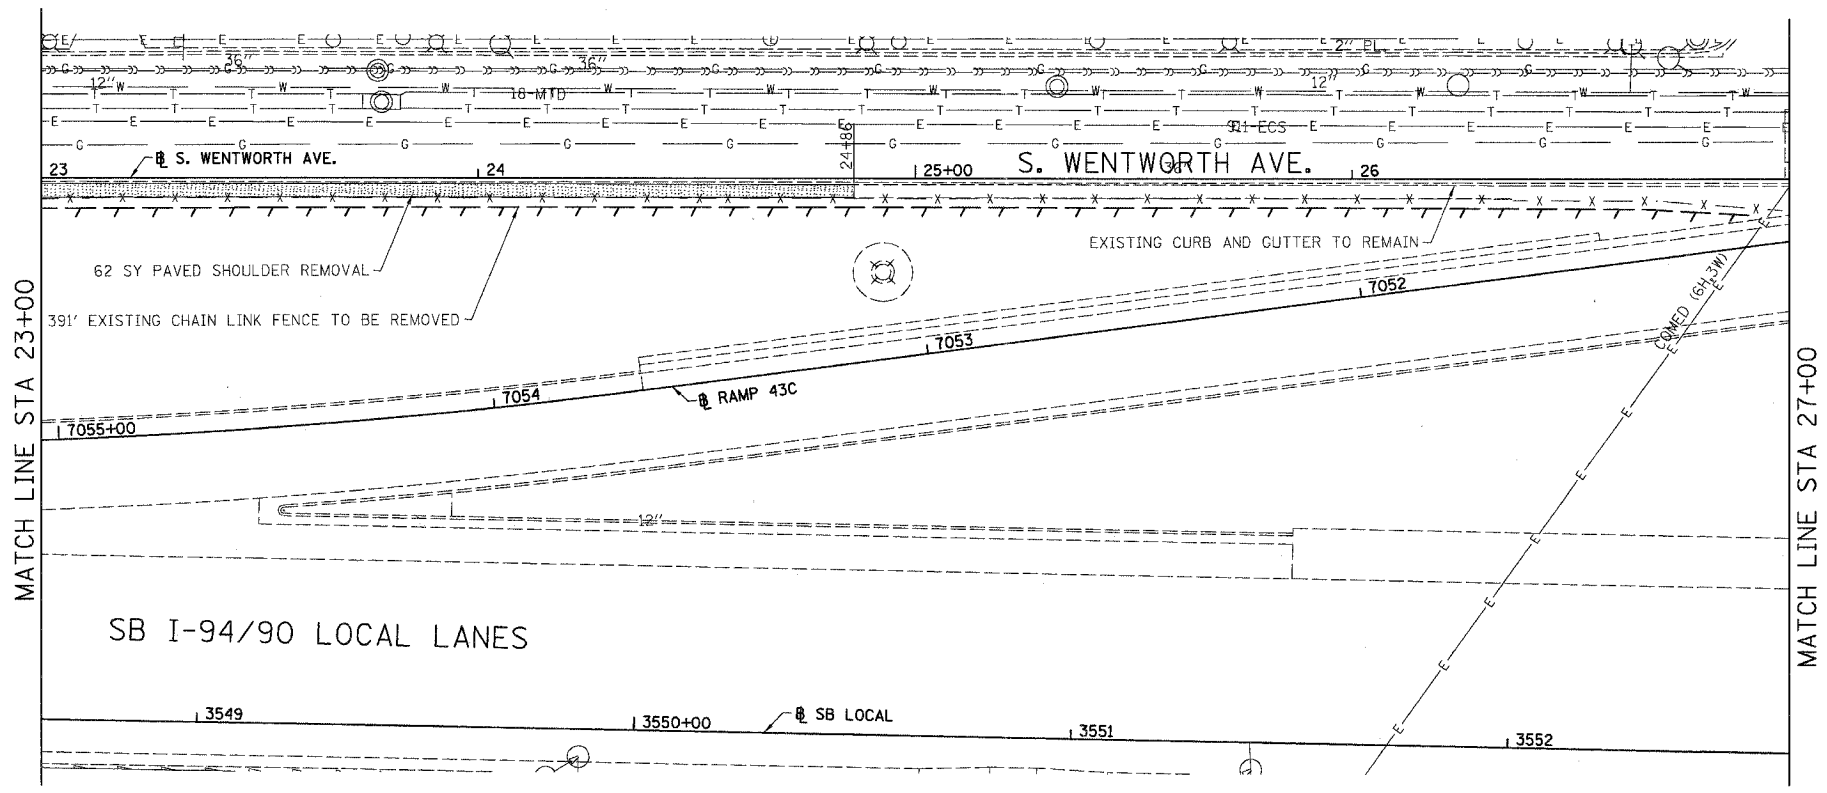 2" PL
36"
36"
12"
12"
18-MTD
24+86
℄ S. WENTWORTH AVE.
S. WENTWORTH AVE.
23
24
25+00
26
EXISTING CURB AND GUTTER TO REMAIN
62 SY PAVED SHOULDER REMOVAL
391' EXISTING CHAIN LINK FENCE TO BE REMOVED
COMED (6H,3W)
7052
7053
7054
7055+00
RAMP 43C
12"
MATCH LINE STA 23+00
MATCH LINE STA 27+00
SB I-94/90 LOCAL LANES
3549
3550+00
SB LOCAL
3551
3552